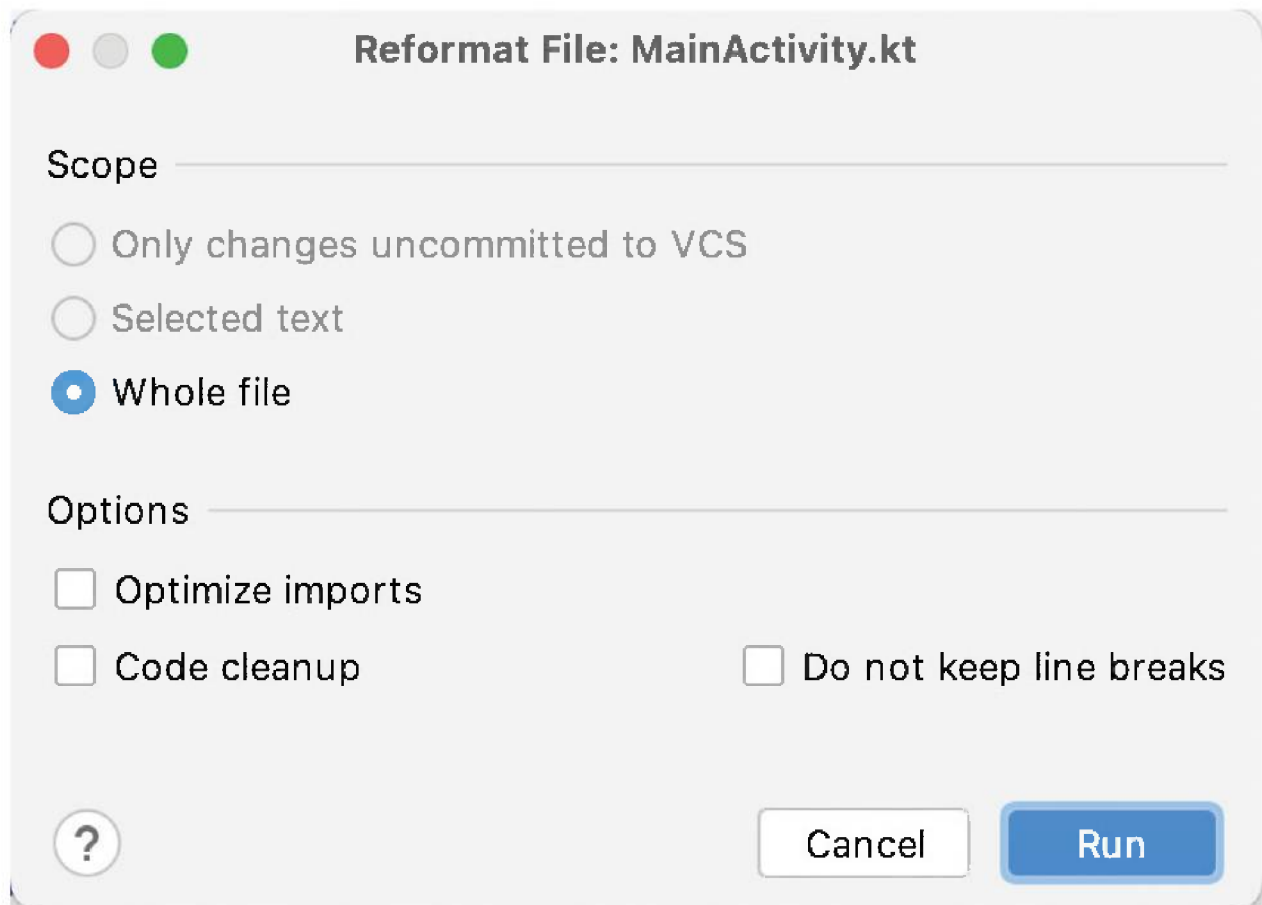 Reformat File: MainActivity.kt
Scope
Only changes uncommitted to VCS
Selected text
Whole file
Options
Optimize imports
Code cleanup
Do not keep line breaks
?
Cancel
Run